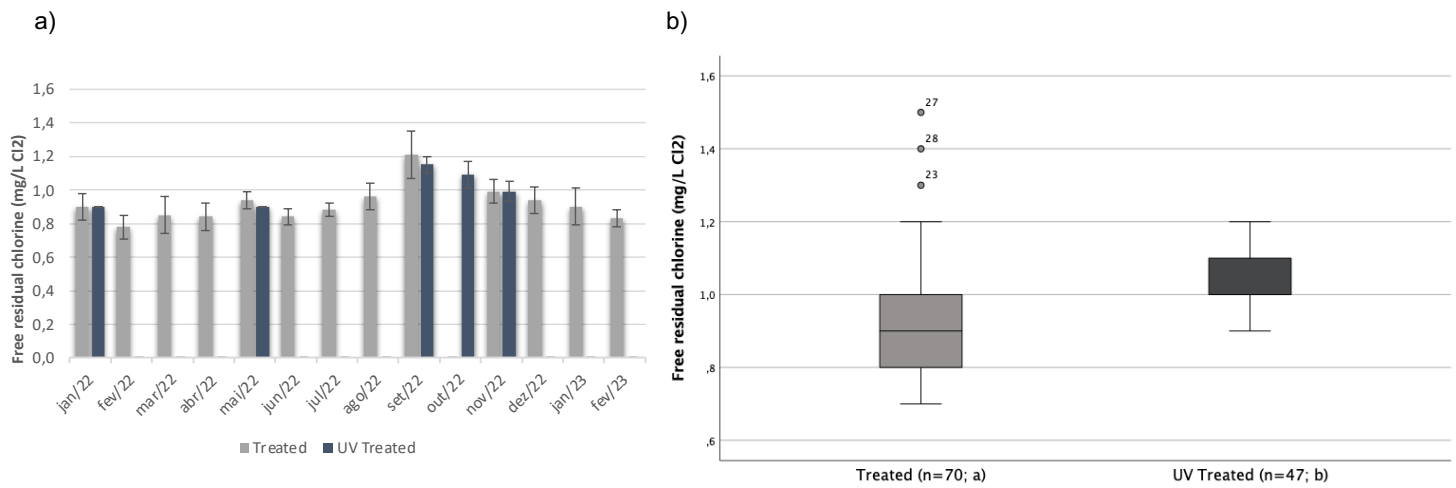 a)
Free residual chlorine (mg/L Cl2)
1,6
1,4
1,2
1,0
0,8
0,6
0,4
0,2
0,0
jan/22
fev/22
mar/22
abr/22
mai/22
jun/22
jul/22
ago/22
set/22
out/22
nov/22
dez/22
jan/23
fev/23
Treated
UV Treated
b)
Free residual chlorine (mg/L Cl2)
1,6
1,4
1,2
1,0
,8
,6
27
28
23
Treated (n=70; a)
UV Treated (n=47; b)